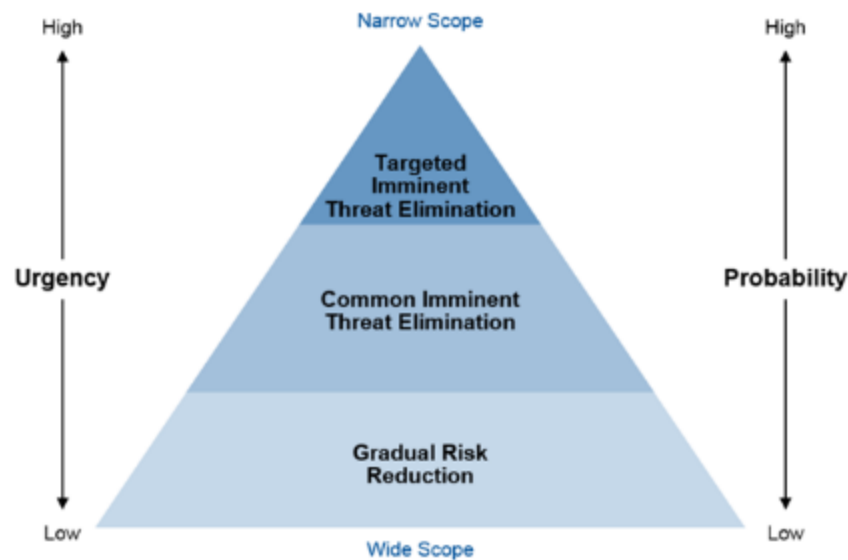 High
Narrow Scope
High
Targeted
Imminent
Threat Elimination
Urgency
Probability
Common Imminent
Threat Elimination
Gradual Risk
Reduction
Low
Wide Scope
Low